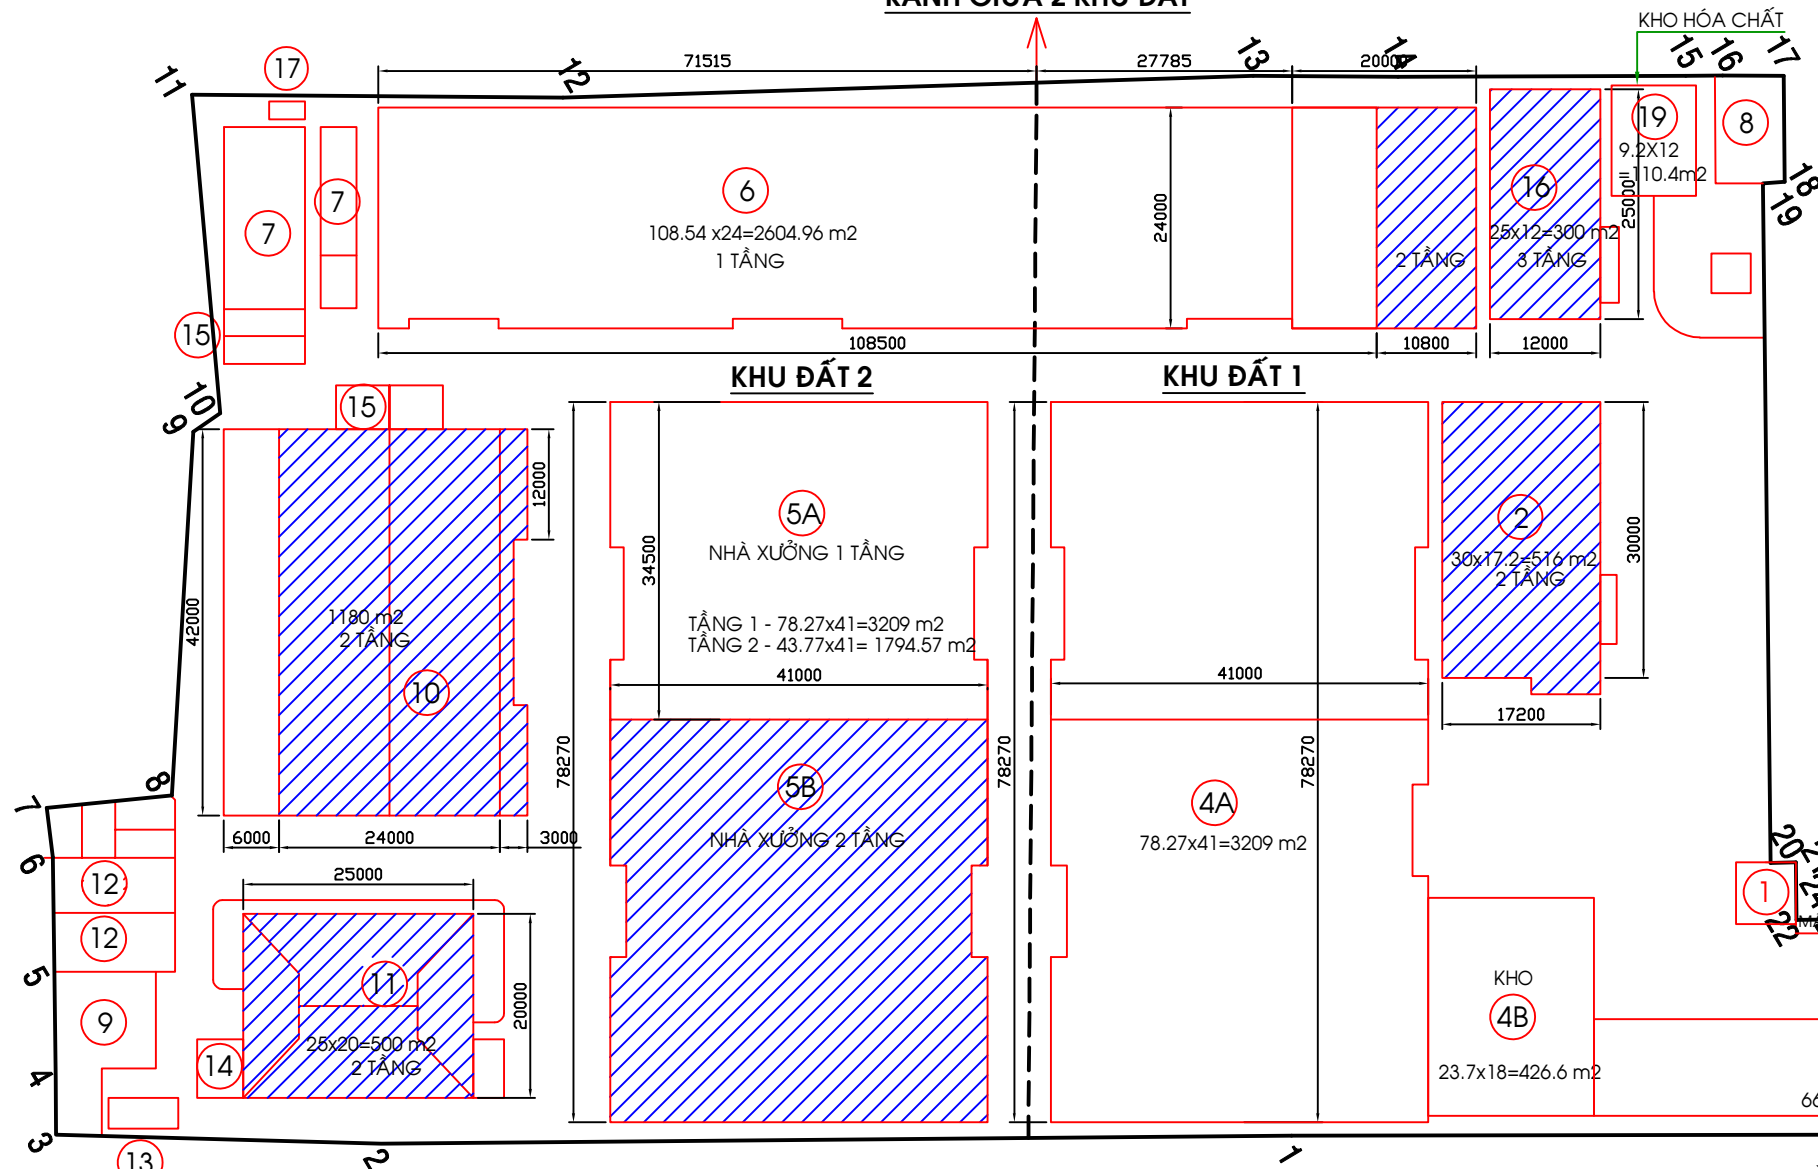 RANH GIỮA 2 KHU ĐẤT
KHO HÓA CHẤT
11
17
71515
12
27785
13
20000
14
15
16
17
7
7
15
6
108.54 x24=2604.96 m2
1 TẦNG
24000
2 TẦNG
16
25x12=300 m2
3 TẦNG
25000
19
9.2X12
=110.4m2
8
18
19
108500
10800
12000
KHU ĐẤT 2
KHU ĐẤT 1
10
9
15
12000
42000
1180 m2
2 TẦNG
10
34500
5A
NHÀ XƯỞNG 1 TẦNG
TẦNG 1 - 78.27x41=3209 m2
TẦNG 2 - 43.77x41= 1794.57 m2
41000
41000
2
30x17.2=516 m2
2 TẦNG
30000
17200
78270
78270
78270
5B
NHÀ XƯỞNG 2 TẦNG
4A
78.27x41=3209 m2
8
7
6
6000
24000
3000
12
12
5
9
4
3
25000
11
25x20=500 m2
2 TẦNG
20000
14
13
2
KHO
4B
23.7x18=426.6 m2
20
1
22
66
1